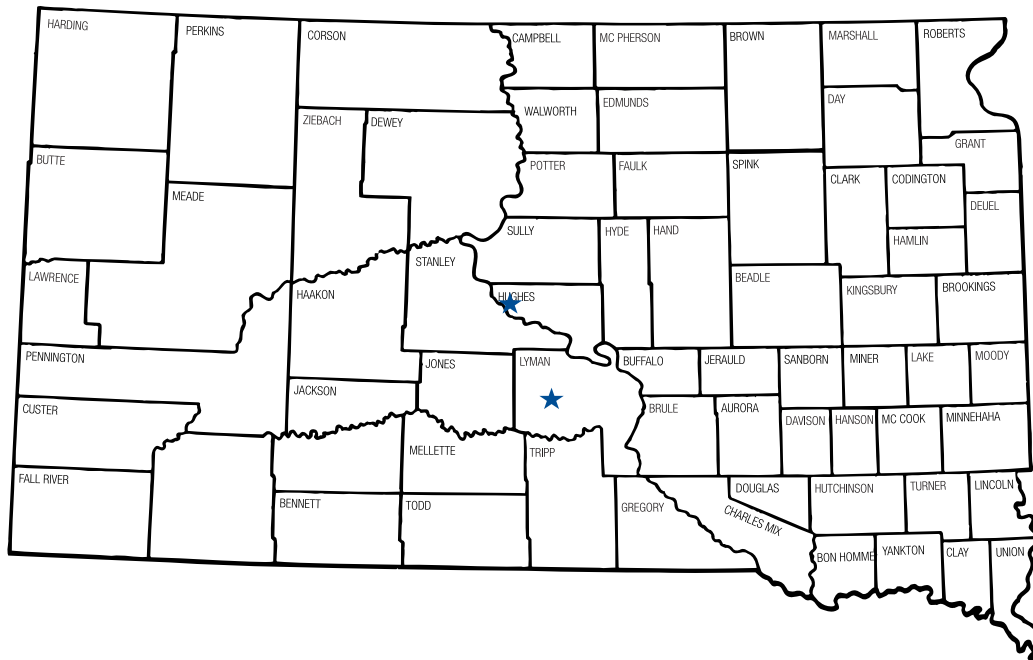 HARDING
PERKINS
CORSON
CAMPBELL
MC PHERSON
BROWN
MARSHALL
ROBERTS
ZIEBACH
DEWEY
WALWORTH
EDMUNDS
DAY
GRANT
BUTTE
MEADE
POTTER
FAULK
SPINK
CLARK
CODINGTON
DEUEL
SULLY
HYDE
HAND
HAMLIN
LAWRENCE
STANLEY
BEADLE
KINGSBURY
BROOKINGS
HAAKON
HUGHES
PENNINGTON
JONES
LYMAN
BUFFALO
JERAULD
SANBORN
MINER
LAKE
MOODY
JACKSON
CUSTER
BRULE
AURORA
DAVISON
HANSON
MC COOK
MINNEHAHA
MELLETTE
TRIPP
FALL RIVER
BENNETT
TODD
GREGORY
DOUGLAS
CHARLES MIX
HUTCHINSON
TURNER
LINCOLN
BON HOMME
YANKTON
CLAY
UNION